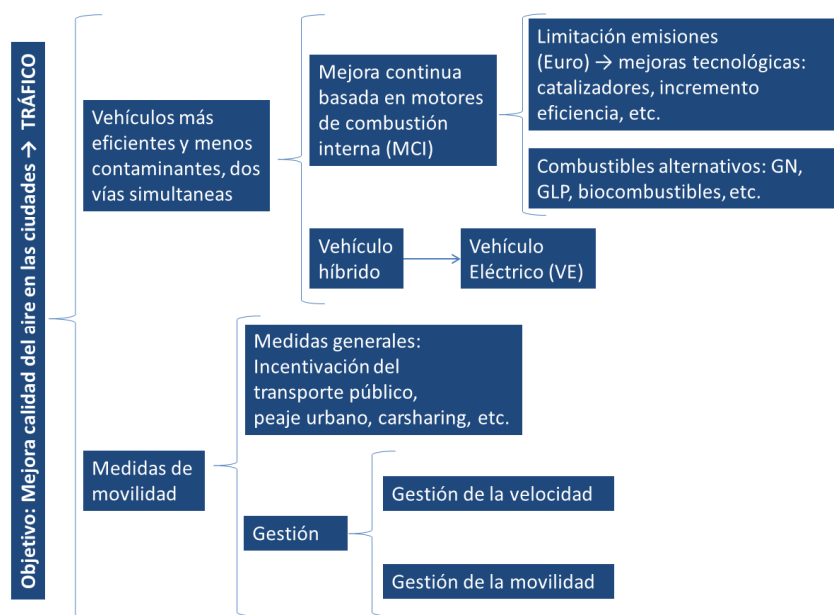 Objetivo: Mejora calidad del aire en las ciudades → TRÁFICO
Vehículos más
eficientes y menos
contaminantes, dos
vías simultaneas
Mejora continua
basada en motores
de combustión
interna (MCI)
Limitación emisiones
(Euro) → mejoras tecnológicas:
catalizadores, incremento
eficiencia, etc.
Combustibles alternativos: GN,
GLP, biocombustibles, etc.
Vehículo
híbrido
Vehículo
Eléctrico (VE)
Medidas de
movilidad
Medidas generales:
Incentivación del
transporte público,
peaje urbano, carsharing, etc.
Gestión
Gestión de la velocidad
Gestión de la movilidad